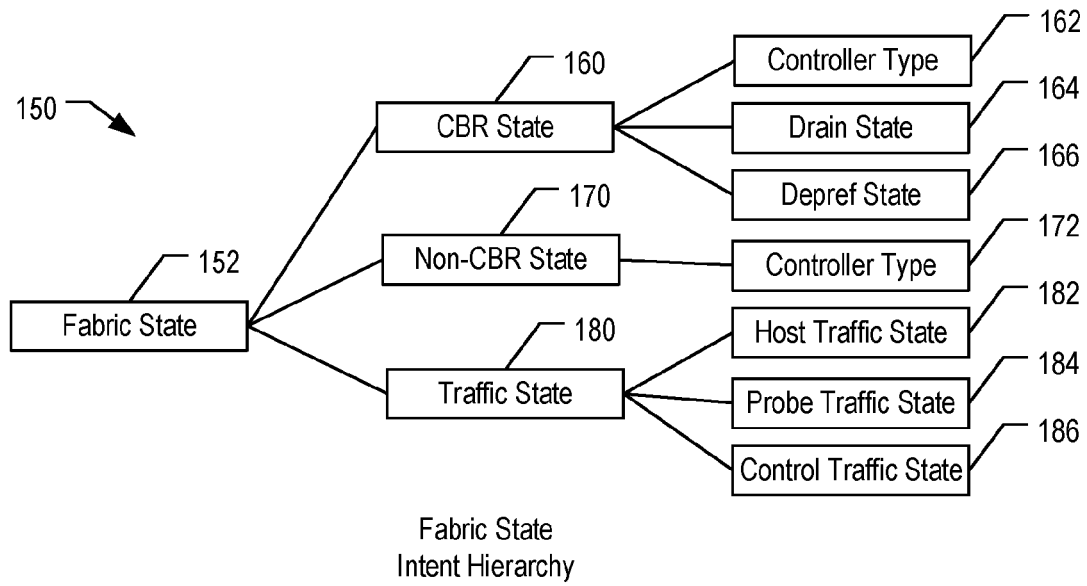 150
160
CBR State
Controller Type
162
Drain State
164
Depref State
166
170
Non-CBR State
Controller Type
172
152
Fabric State
180
Traffic State
Host Traffic State
182
Probe Traffic State
184
Control Traffic State
186
Fabric State
Intent Hierarchy